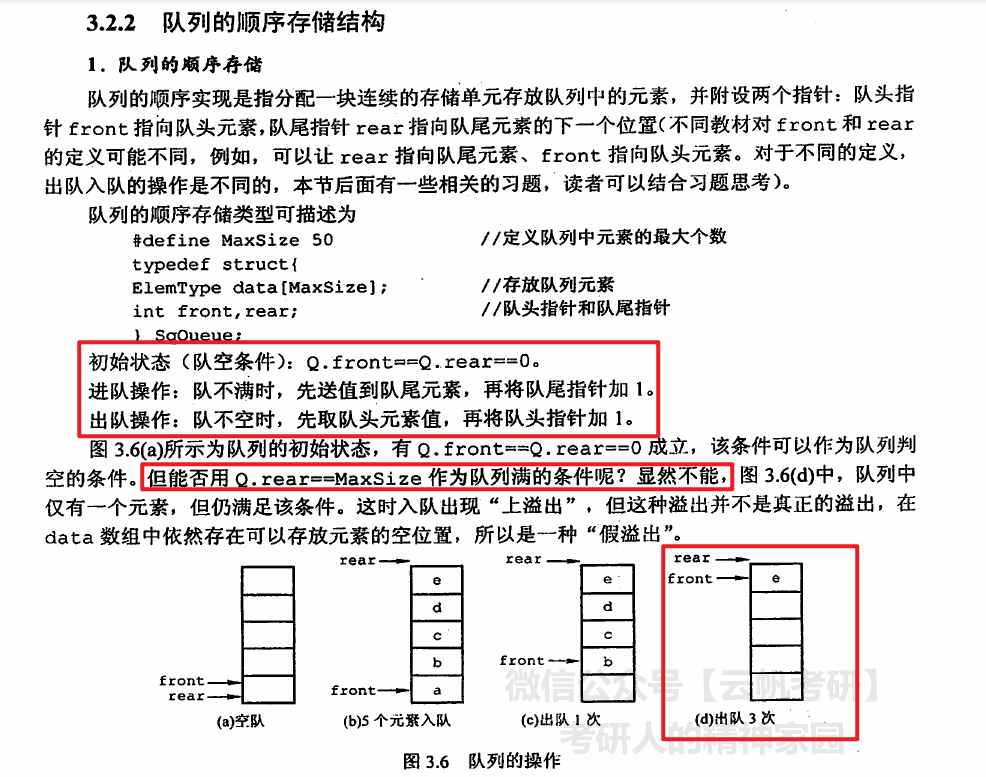 3.2.2 队列的顺序存储结构
1．队列的顺序存储
队列的顺序实现是指分配一块连续的存储单元存放队列中的元素，并附设两个指针：队头指
针 front 指向队头元素，队尾指针 rear 指向队尾元素的下一个位置（不同教材对 front 和 rear
的定义可能不同，例如，可以让 rear 指向队尾元素、front 指向队头元素。对于不同的定义，
出队入队的操作是不同的，本节后面有一些相关的习题，读者可以结合习题思考）。
队列的顺序存储类型可描述为
#define MaxSize 50 //定义队列中元素的最大个数
typedef struct{
ElemType data[MaxSize]; //存放队列元素
int front,rear; //队头指针和队尾指针
} SqQueue;
初始状态（队空条件）：Q.front==Q.rear==0。
进队操作：队不满时，先送值到队尾元素，再将队尾指针加 1。
出队操作：队不空时，先取队头元素值，再将队头指针加 1。
图 3.6(a)所示为队列的初始状态，有 Q.front==Q.rear==0 成立，该条件可以作为队列判
空的条件。但能否用 Q.rear==MaxSize 作为队列满的条件呢？显然不能，图 3.6(d)中，队列中
仅有一个元素，但仍满足该条件。这时入队出现“上溢出”，但这种溢出并不是真正的溢出，在
data 数组中依然存在可以存放元素的空位置，所以是一种“假溢出”。
front
rear
(a)空队
rear
e
d
c
b
front
a
(b)5 个元素入队
rear
e
d
c
front
b
(c)出队 1 次
rear
front
e
(d)出队 3 次
微信公众号【云帆考研】
考研人的精神家园
图 3.6 队列的操作